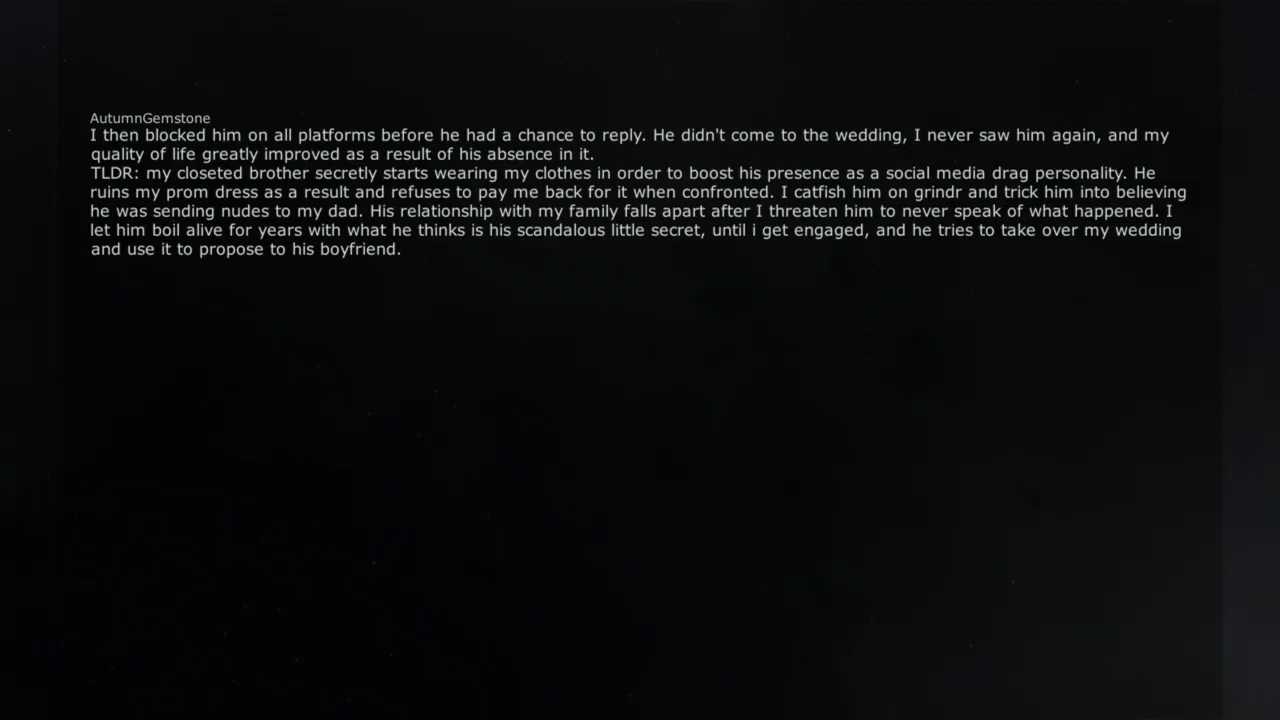 AutumnGemstone
I then blocked him on all platforms before he had a chance to reply. He didn't come to the wedding, I never saw him again, and my
quality of life greatly improved as a result of his absence in it.
TLDR: my closeted brother secretly starts wearing my clothes in order to boost his presence as a social media drag personality. He
ruins my prom dress as a result and refuses to pay me back for it when confronted. I catfish him on grindr and trick him into believing
he was sending nudes to my dad. His relationship with my family falls apart after I threaten him to never speak of what happened. I
let him boil alive for years with what he thinks is his scandalous little secret, until i get engaged, and he tries to take over my wedding
and use it to propose to his boyfriend.